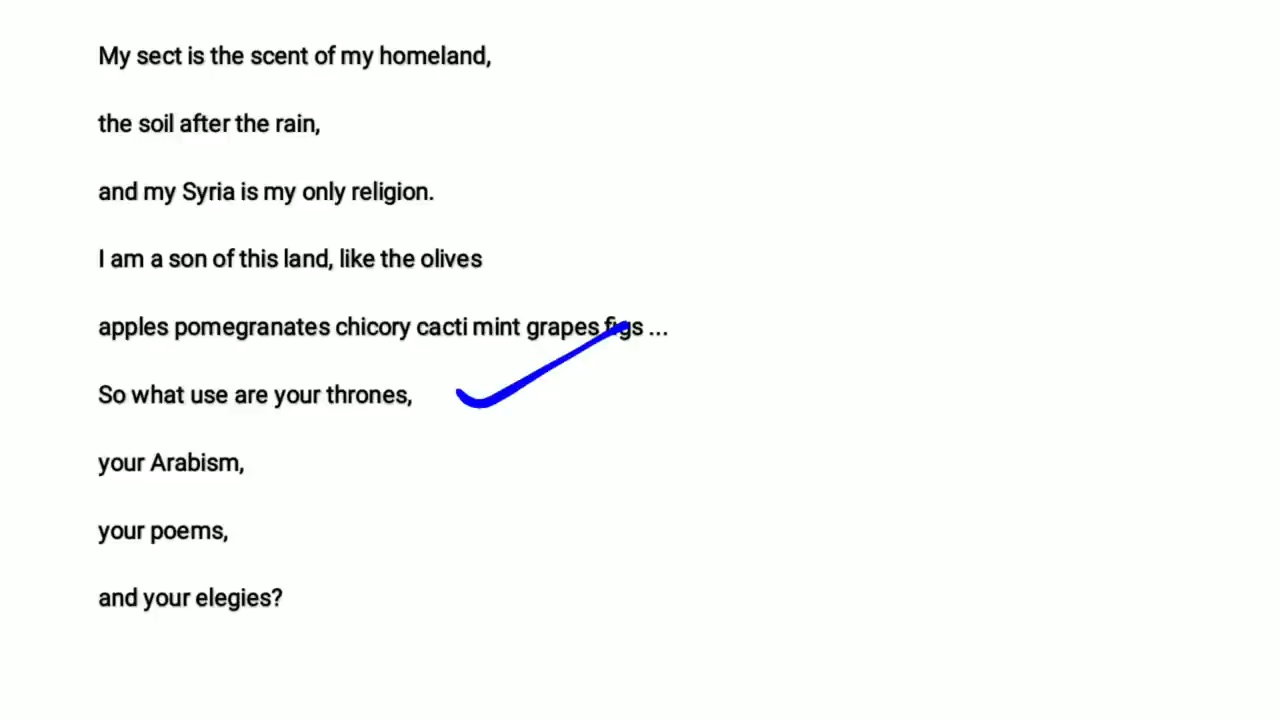 My sect is the scent of my homeland,
the soil after the rain,
and my Syria is my only religion.
I am a son of this land, like the olives
apples pomegranates chicory cacti mint grapes figs ...
So what use are your thrones,
your Arabism,
your poems,
and your elegies?